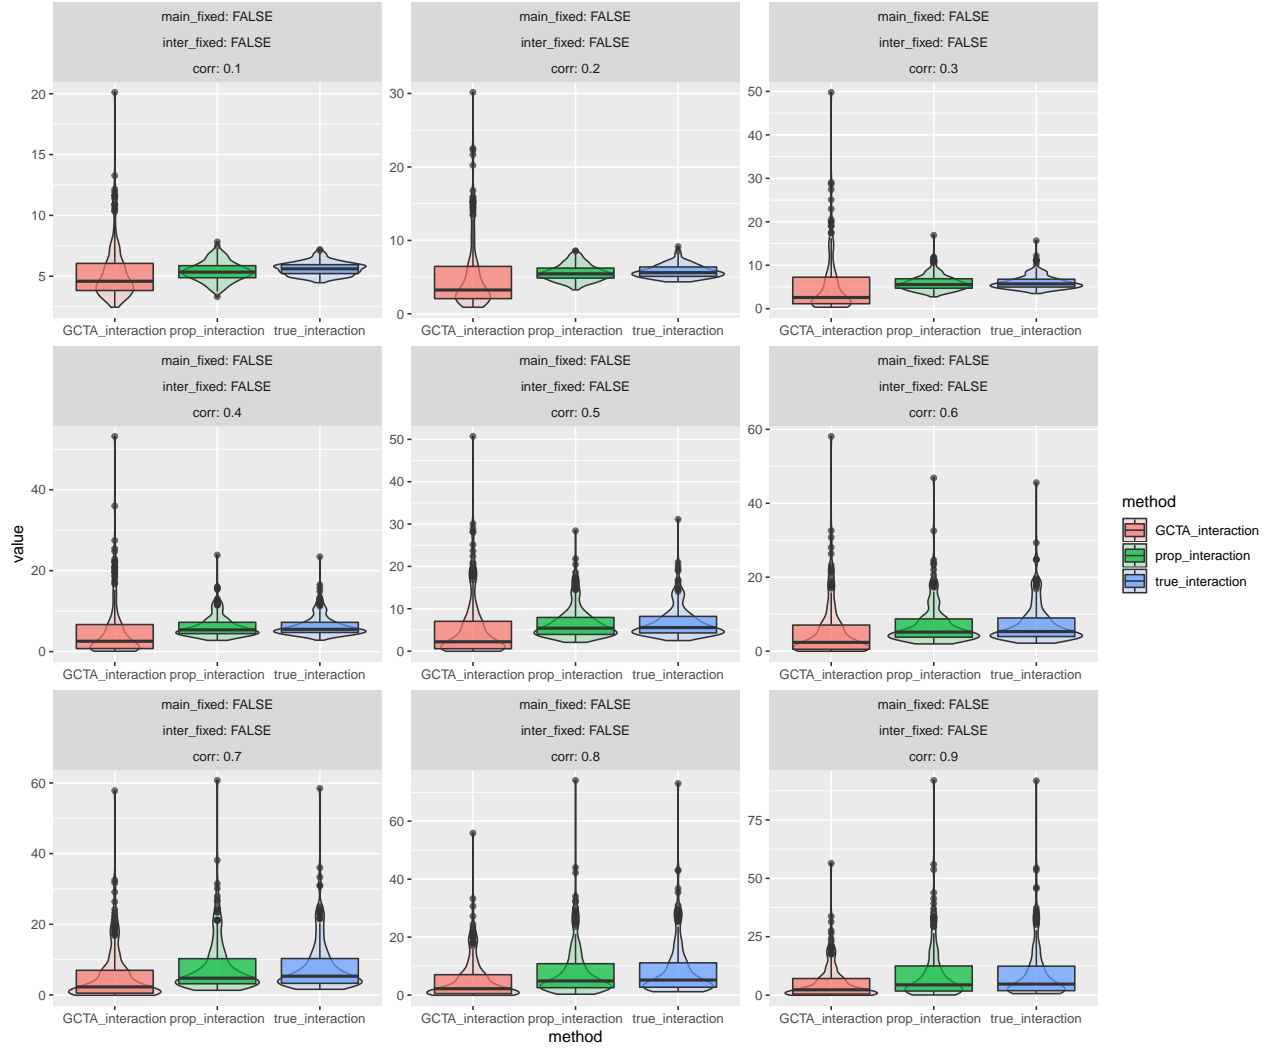 main_fixed: FALSE
inter_fixed: FALSE
corr: 0.1
main_fixed: FALSE
inter_fixed: FALSE
corr: 0.2
main_fixed: FALSE
inter_fixed: FALSE
corr: 0.3
20
15
10
5
30
20
10
0
50
40
30
20
10
0
GCTA_interaction prop_interaction true_interaction
GCTA_interaction prop_interaction true_interaction
GCTA_interaction prop_interaction true_interaction
main_fixed: FALSE
inter_fixed: FALSE
corr: 0.4
main_fixed: FALSE
inter_fixed: FALSE
corr: 0.5
main_fixed: FALSE
inter_fixed: FALSE
corr: 0.6
value
40
20
0
50
40
30
20
10
0
60
40
20
0
GCTA_interaction prop_interaction true_interaction
GCTA_interaction prop_interaction true_interaction
GCTA_interaction prop_interaction true_interaction
main_fixed: FALSE
inter_fixed: FALSE
corr: 0.7
main_fixed: FALSE
inter_fixed: FALSE
corr: 0.8
main_fixed: FALSE
inter_fixed: FALSE
corr: 0.9
60
40
20
0
60
40
20
0
75
50
25
0
GCTA_interaction prop_interaction true_interaction
GCTA_interaction prop_interaction true_interaction
GCTA_interaction prop_interaction true_interaction
method
method
GCTA_interaction
prop_interaction
true_interaction